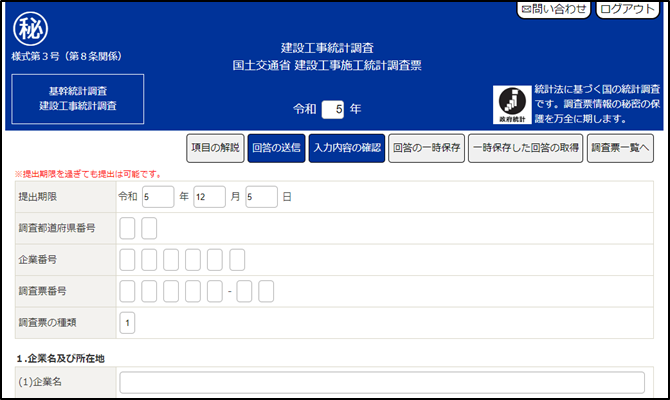 ✉問い合わせ ログアウト
秘
様式第３号（第８条関係）
建設工事統計調査
国土交通省 建設工事施工統計調査票
基幹統計調査
建設工事統計調査
令和 5 年
政府統計
統計法に基づく国の統計調査
です。調査票情報の秘密の保
護を万全に期します。
項目の解説 回答の送信 入力内容の確認 回答の一時保存 一時保存した回答の取得 調査票一覧へ
※提出期限を過ぎても提出は可能です。
提出期限 令和 5 年 12 月 5 日
調査都道府県番号
企業番号
調査票番号 -
調査票の種類 1
１.企業名及び所在地
(1)企業名